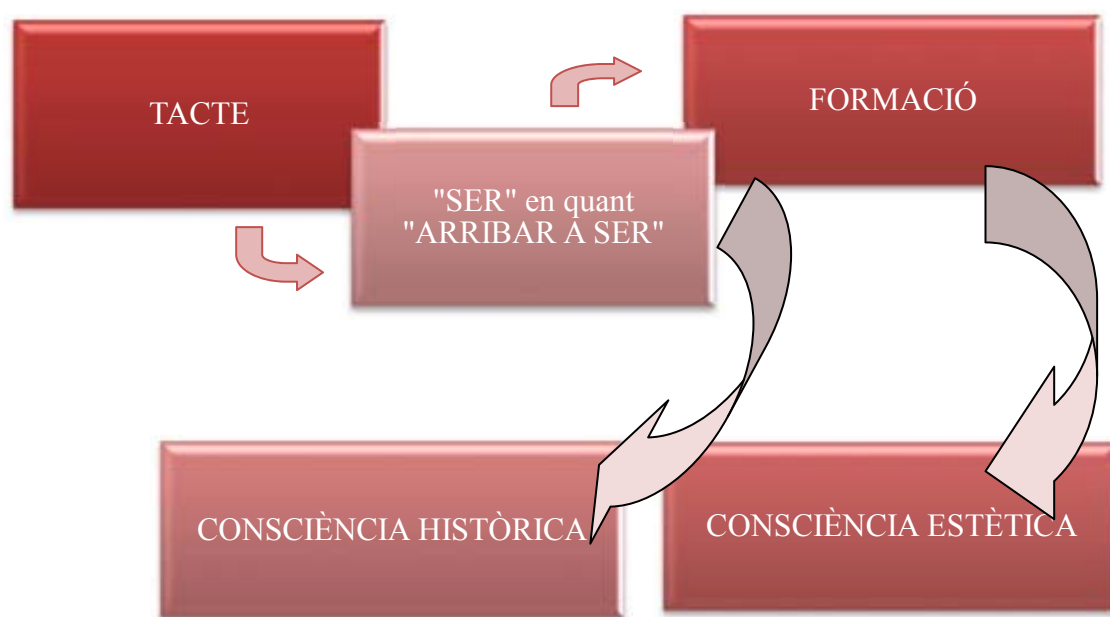 TACTE
FORMACIÓ
"SER" en quant
"ARRIBAR A SER"
CONSCIÈNCIA HISTÒRICA
CONSCIÈNCIA ESTÈTICA